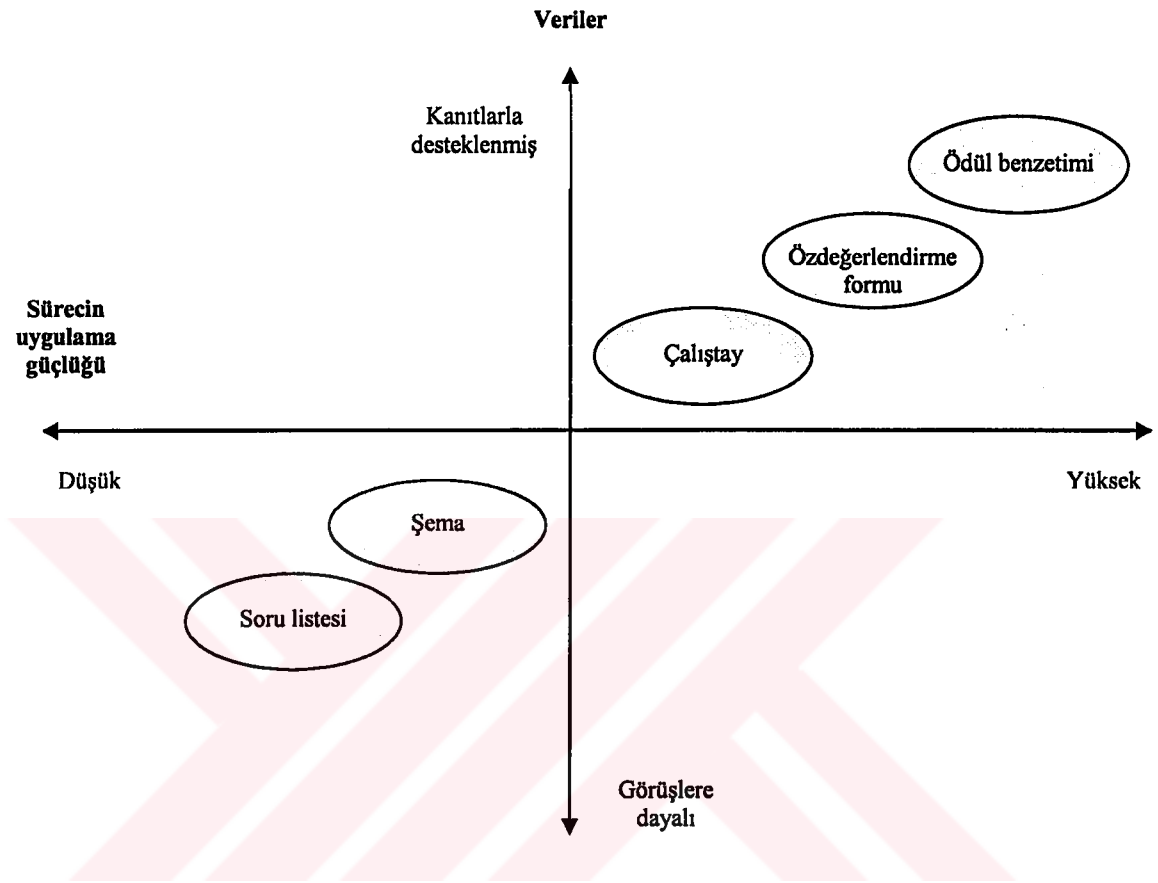 Veriler
Kanıtlarla
desteklenmiş
Ödül benzetimi
Özdeğerlendirme
formu
Sürecin
uygulama
güçlüğü
Çalıştay
Düşük
Yüksek
Şema
Soru listesi
Görüşlere
dayalı